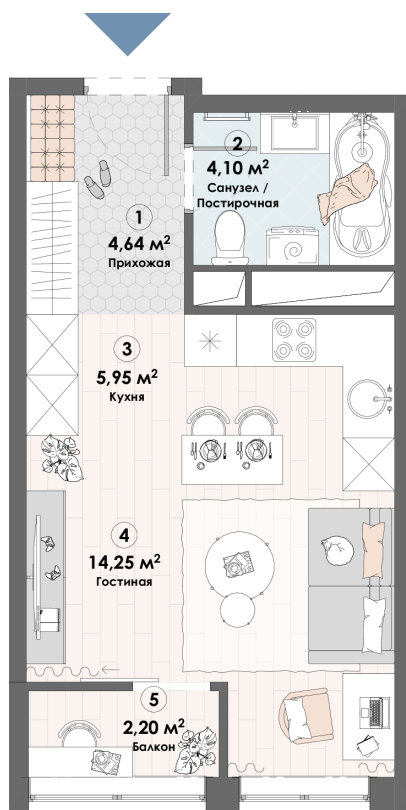 2
4,10 м²
Санузел /
Постирочная
1
4,64 м²
Прихожая
3
5,95 м²
Кухня
4
14,25 м²
Гостиная
5
2,20 м²
Балкон